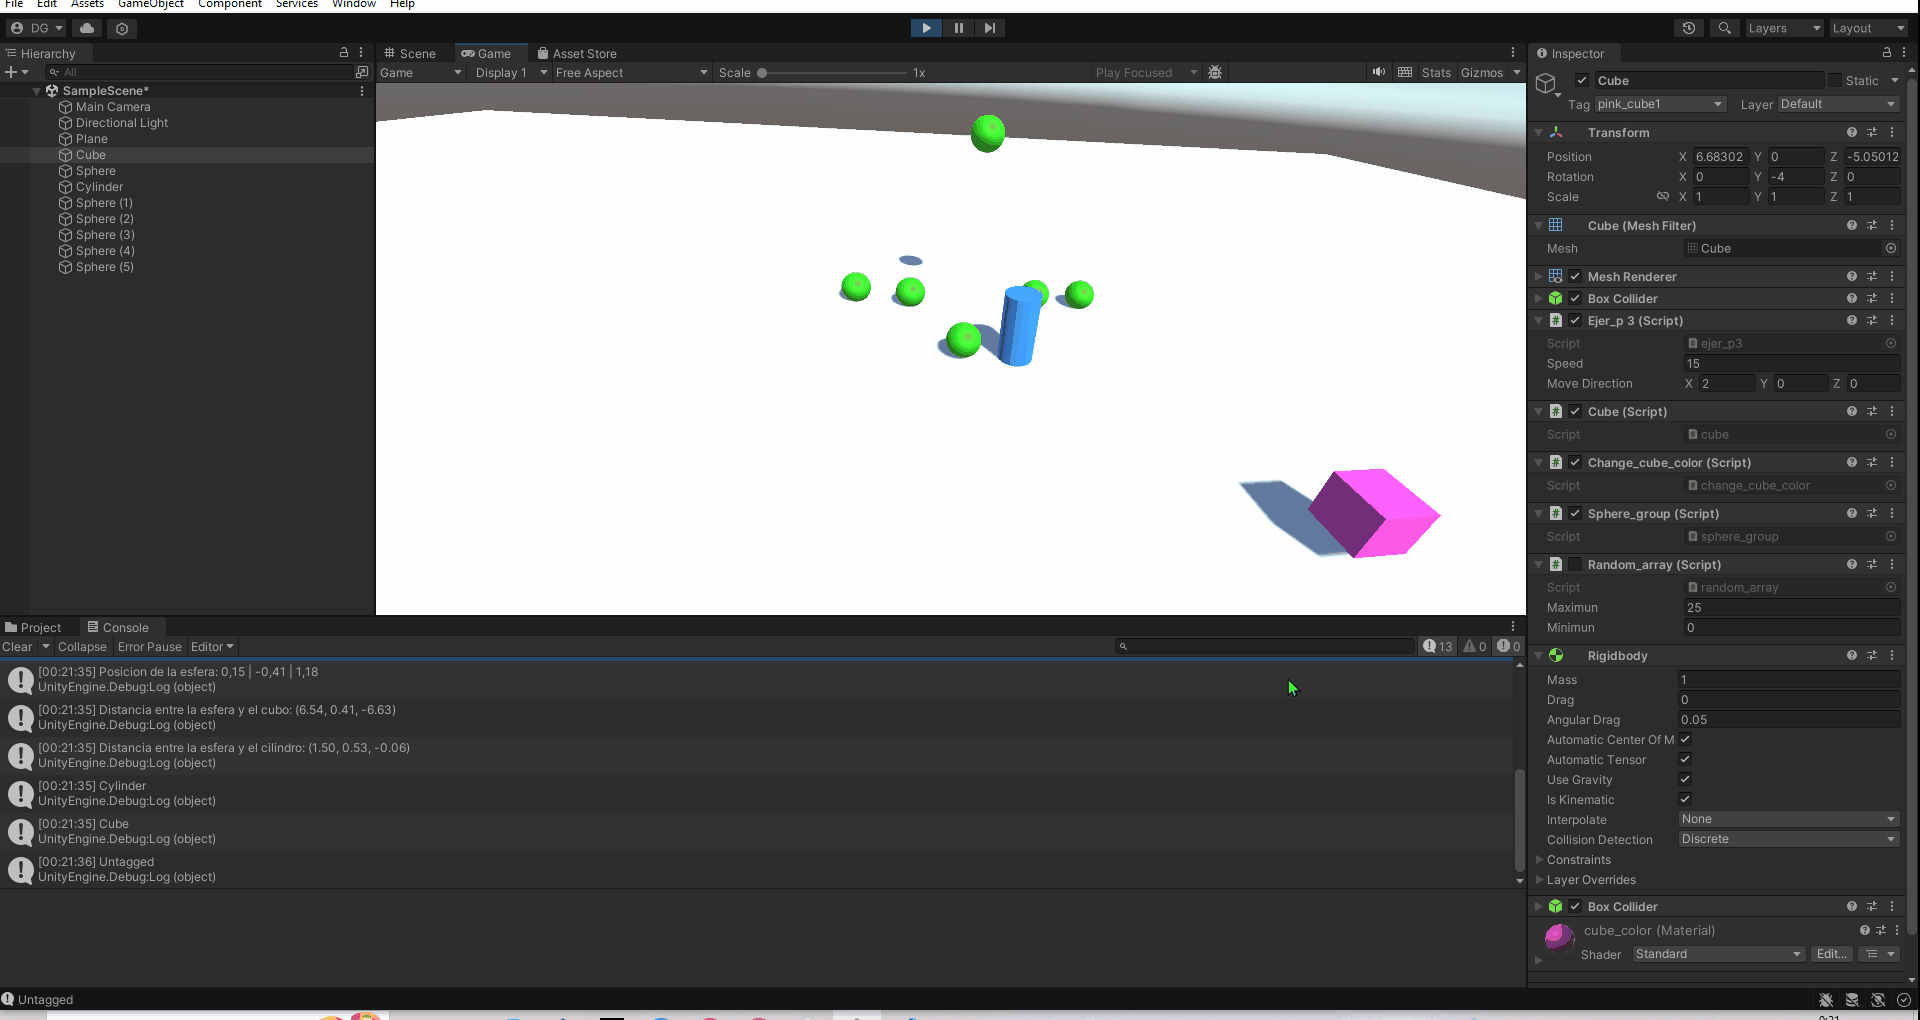 File Edit Assets GameObject Component Services Window Help
DG
Layers Layout
Hierarchy
All
SampleScene*
Main Camera
Directional Light
Plane
Cube
Sphere
Cylinder
Sphere (1)
Sphere (2)
Sphere (3)
Sphere (4)
Sphere (5)
Scene Game Asset Store
Game Display 1 Free Aspect Scale 1x Play Focused Stats Gizmos
Project Console
Clear Collapse Error Pause Editor 13 0 0
[00:21:35] Posicion de la esfera: 0,15 | -0,41 | 1,18
UnityEngine.Debug:Log (object)
[00:21:35] Distancia entre la esfera y el cubo: (6.54, 0.41, -6.63)
UnityEngine.Debug:Log (object)
[00:21:35] Distancia entre la esfera y el cilindro: (1.50, 0.53, -0.06)
UnityEngine.Debug:Log (object)
[00:21:35] Cylinder
UnityEngine.Debug:Log (object)
[00:21:35] Cube
UnityEngine.Debug:Log (object)
[00:21:36] Untagged
UnityEngine.Debug:Log (object)
Untagged
Inspector
Cube Static
Tag pink_cube1 Layer Default
Transform
Position X 6.68302 Y 0 Z -5.05012
Rotation X 0 Y -4 Z 0
Scale X 1 Y 1 Z 1
Cube (Mesh Filter)
Mesh Cube
Mesh Renderer
Box Collider
# Ejer_p 3 (Script)
Script # ejer_p3
Speed 15
Move Direction X 2 Y 0 Z 0
# Cube (Script)
Script # cube
# Change_cube_color (Script)
Script # change_cube_color
# Sphere_group (Script)
Script # sphere_group
# Random_array (Script)
Script # random_array
Maximun 25
Minimun 0
Rigidbody
Mass 1
Drag 0
Angular Drag 0.05
Automatic Center Of M
Automatic Tensor
Use Gravity
Is Kinematic
Interpolate None
Collision Detection Discrete
Constraints
Layer Overrides
Box Collider
cube_color (Material)
Shader Standard Edit...